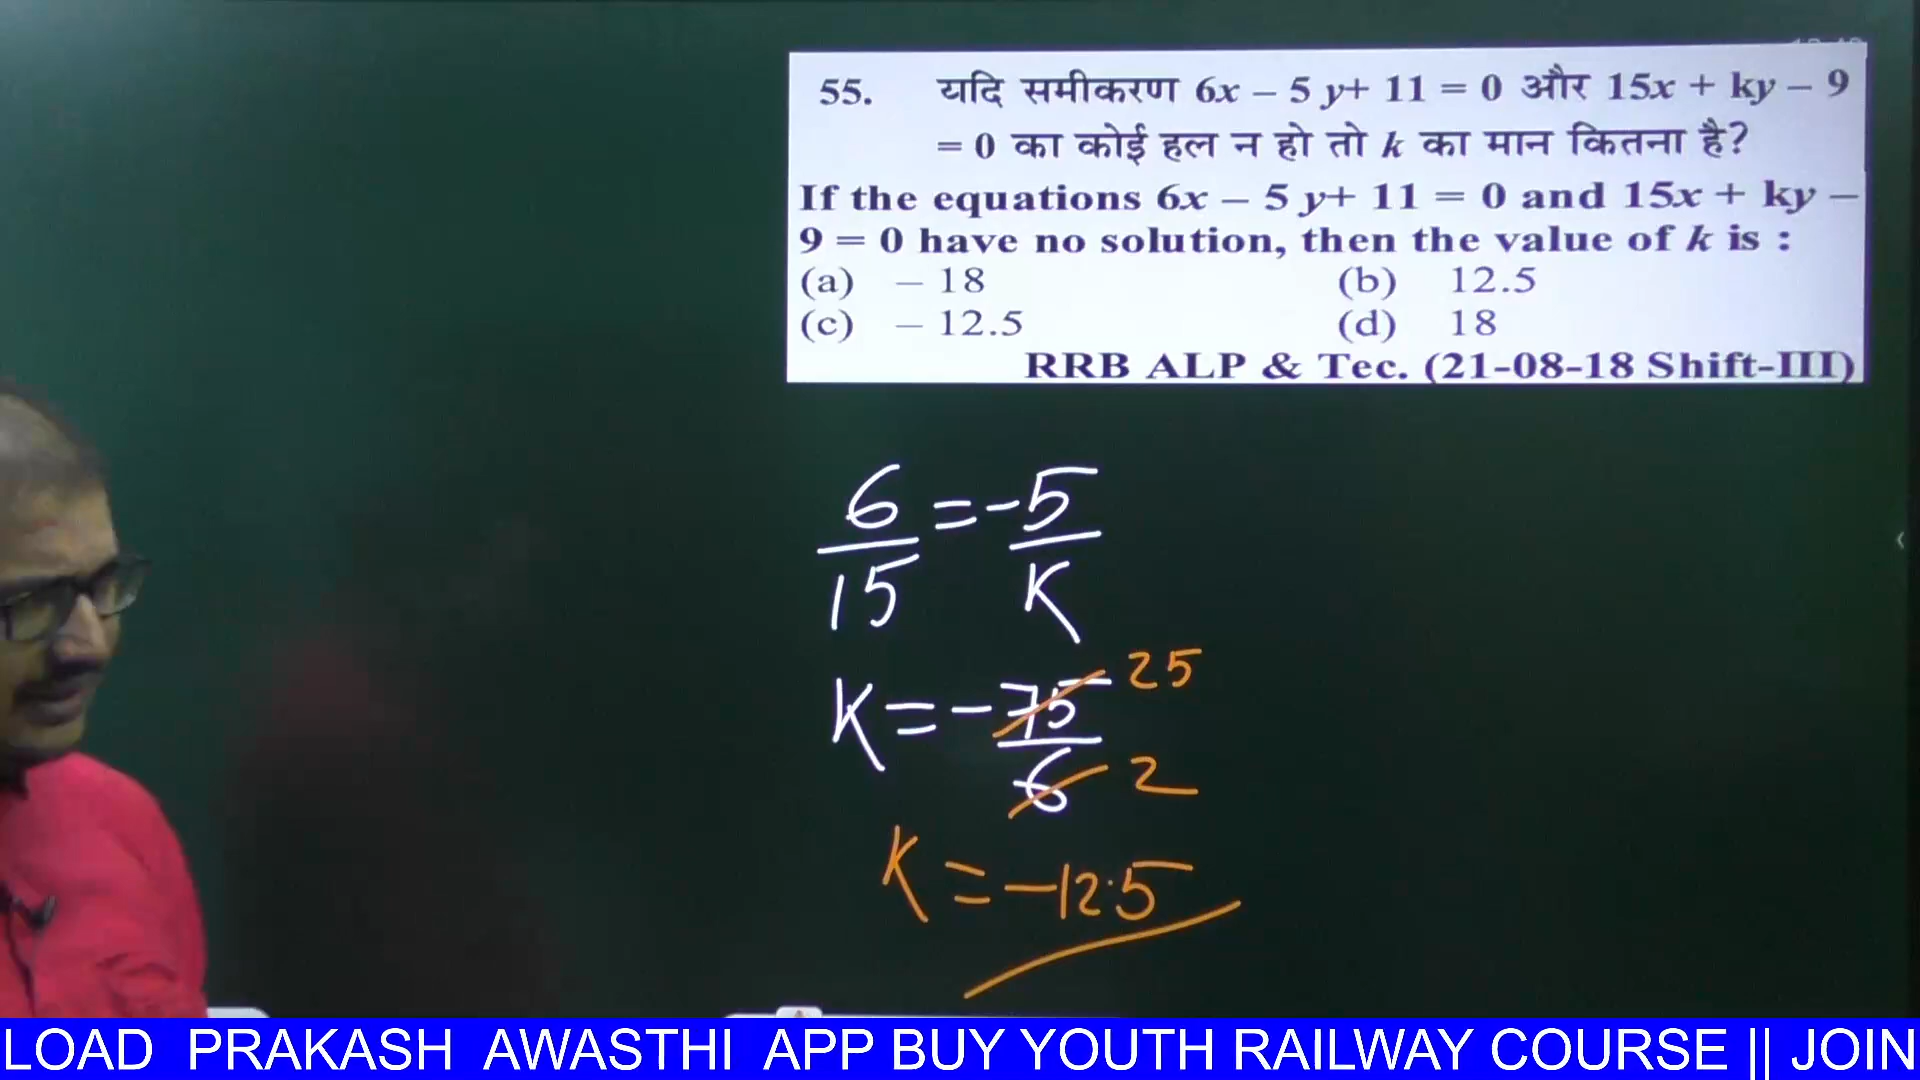 55. यदि समीकरण 6x – 5 y+ 11 = 0 और 15x + ky – 9
= 0 का कोई हल न हो तो k का मान कितना है?
If the equations 6x – 5 y+ 11 = 0 and 15x + ky –
9 = 0 have no solution, then the value of k is :
(a) – 18 (b) 12.5
(c) – 12.5 (d) 18
RRB ALP & Tec. (21-08-18 Shift-III)
6/15 = -5/K
K = -75/6 25/2
K = -12.5
LOAD PRAKASH AWASTHI APP BUY YOUTH RAILWAY COURSE || JOIN